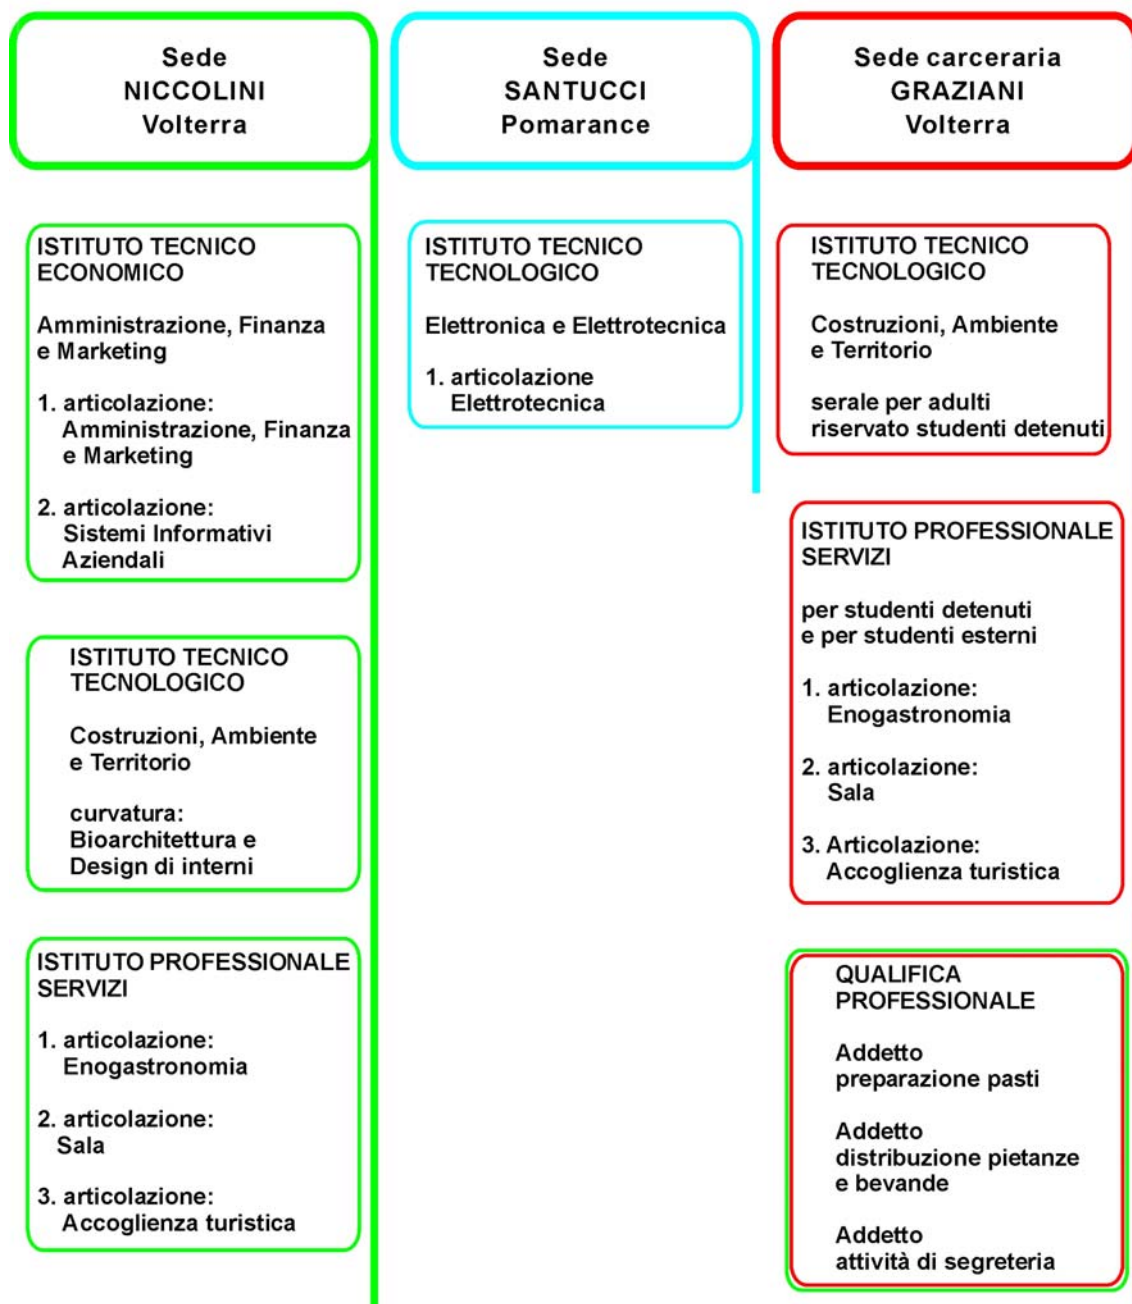 Sede
NICCOLINI
Volterra
Sede
SANTUCCI
Pomarance
Sede carceraria
GRAZIANI
Volterra
ISTITUTO TECNICO
ECONOMICO
Amministrazione, Finanza
e Marketing
1. articolazione:
Amministrazione, Finanza
e Marketing
2. articolazione:
Sistemi Informativi
Aziendali
ISTITUTO TECNICO
TECNOLOGICO
Costruzioni, Ambiente
e Territorio
curvatura:
Bioarchitettura e
Design di interni
ISTITUTO PROFESSIONALE
SERVIZI
1. articolazione:
Enogastronomia
2. articolazione:
Sala
3. articolazione:
Accoglienza turistica
ISTITUTO TECNICO
TECNOLOGICO
Elettronica e Elettrotecnica
1. articolazione
Elettrotecnica
ISTITUTO TECNICO
TECNOLOGICO
Costruzioni, Ambiente
e Territorio
serale per adulti
riservato studenti detenuti
ISTITUTO PROFESSIONALE
SERVIZI
per studenti detenuti
e per studenti esterni
1. articolazione:
Enogastronomia
2. articolazione:
Sala
3. Articolazione:
Accoglienza turistica
QUALIFICA
PROFESSIONALE
Addetto
preparazione pasti
Addetto
distribuzione pietanze
e bevande
Addetto
attività di segreteria